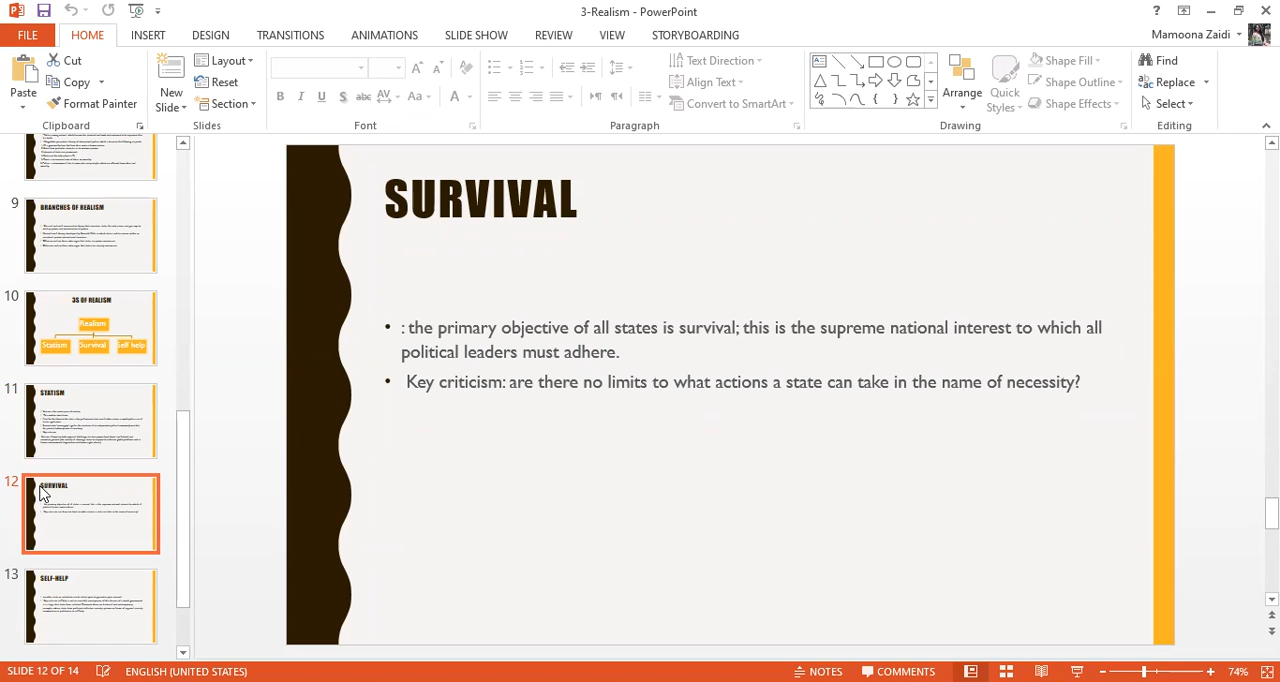 3-Realism - PowerPoint
FILE HOME INSERT DESIGN TRANSITIONS ANIMATIONS SLIDE SHOW REVIEW VIEW STORYBOARDING
Mamoona Zaidi
Paste
Cut
Copy
Format Painter
Clipboard
New
Slide
Layout
Reset
Section
Slides
Font
Text Direction
Align Text
Convert to SmartArt
Paragraph
Arrange
Quick
Styles
Shape Fill
Shape Outline
Shape Effects
Drawing
Find
Replace
Select
Editing
9
BRANCHES OF REALISM
10
3S OF REALISM
Realism
Statism Survival Self help
11
STATISM
12
SURVIVAL
13
SELF-HELP
SURVIVAL
• : the primary objective of all states is survival; this is the supreme national interest to which all
political leaders must adhere.
• Key criticism: are there no limits to what actions a state can take in the name of necessity?
SLIDE 12 OF 14 ENGLISH (UNITED STATES) NOTES COMMENTS 74%